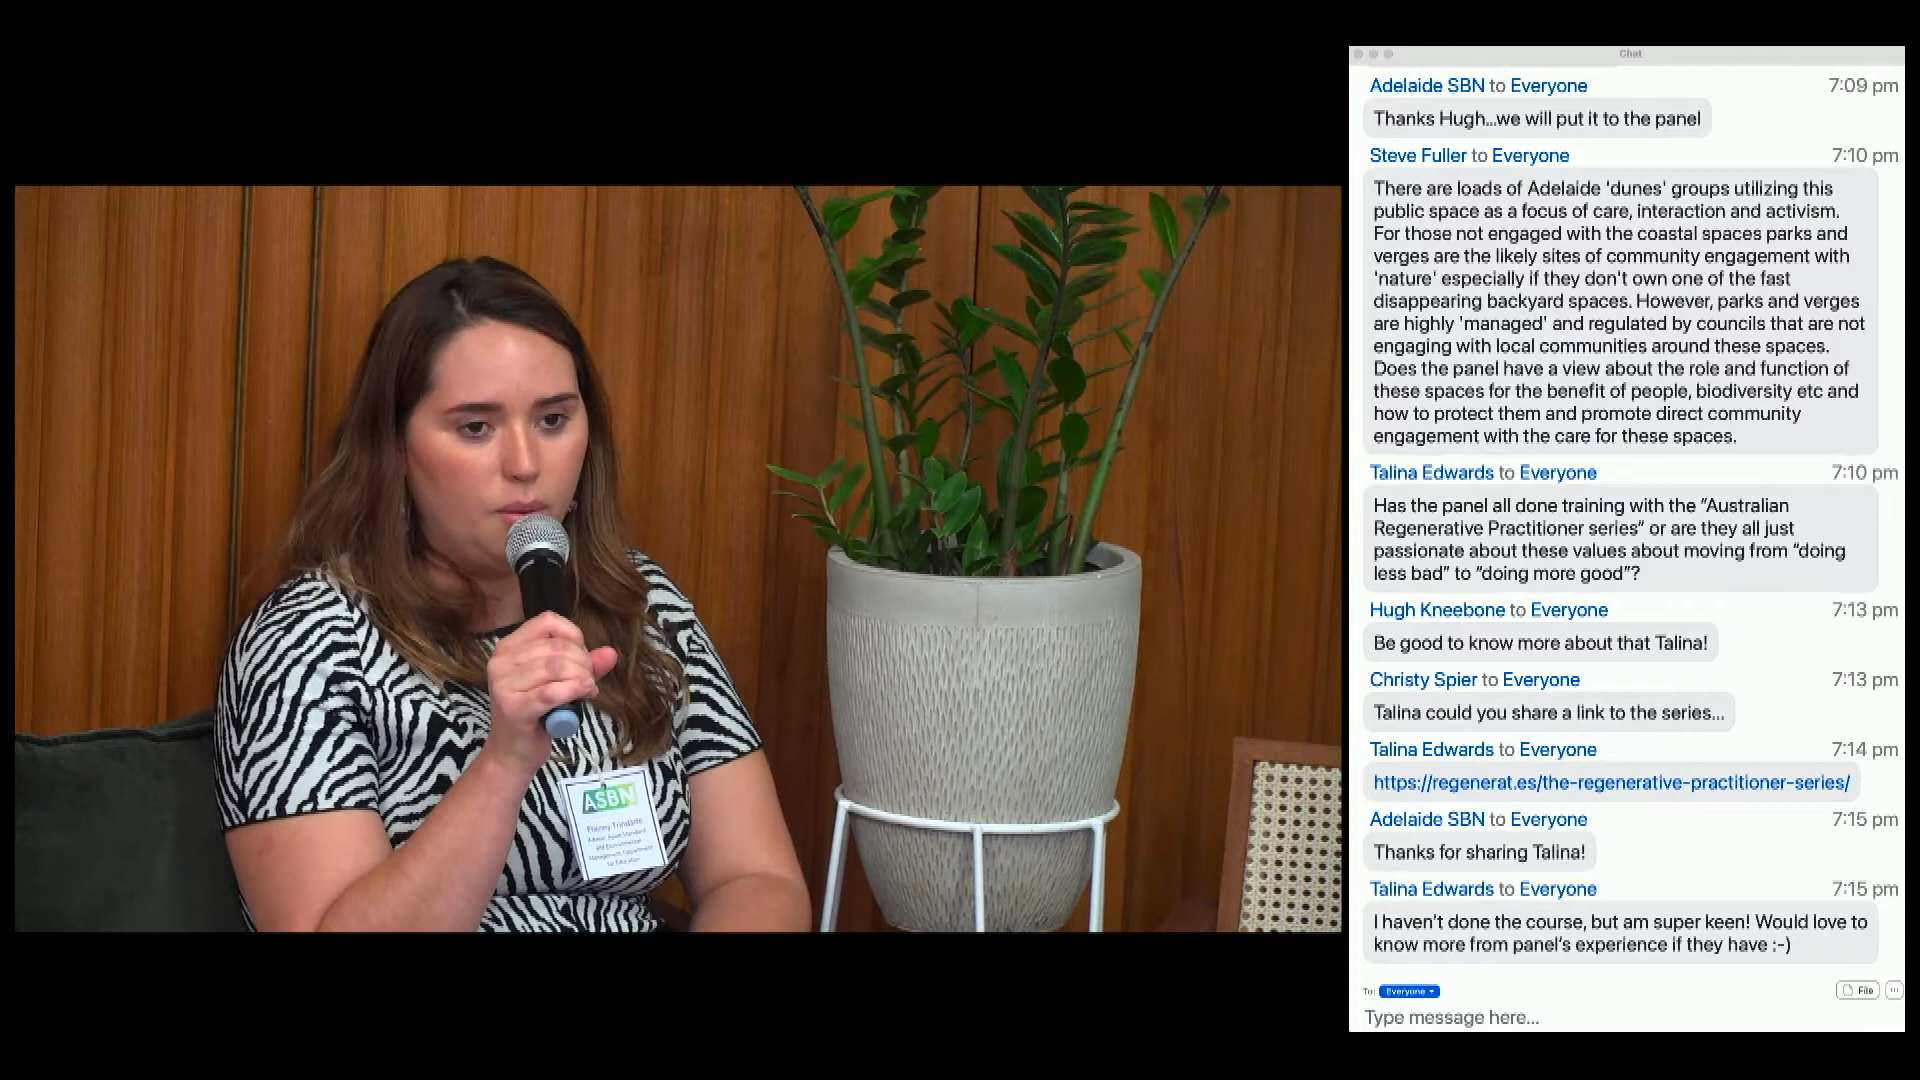 Chat
Adelaide SBN to Everyone 7:09 pm
Thanks Hugh...we will put it to the panel
Steve Fuller to Everyone 7:10 pm
There are loads of Adelaide 'dunes' groups utilizing this
public space as a focus of care, interaction and activism.
For those not engaged with the coastal spaces parks and
verges are the likely sites of community engagement with
'nature' especially if they don't own one of the fast
disappearing backyard spaces. However, parks and verges
are highly 'managed' and regulated by councils that are not
engaging with local communities around these spaces.
Does the panel have a view about the role and function of
these spaces for the benefit of people, biodiversity etc and
how to protect them and promote direct community
engagement with the care for these spaces.
Talina Edwards to Everyone 7:10 pm
Has the panel all done training with the “Australian
Regenerative Practitioner series” or are they all just
passionate about these values about moving from “doing
less bad” to “doing more good”?
Hugh Kneebone to Everyone 7:13 pm
Be good to know more about that Talina!
Christy Spier to Everyone 7:13 pm
Talina could you share a link to the series...
Talina Edwards to Everyone 7:14 pm
https://regenerat.es/the-regenerative-practitioner-series/
Adelaide SBN to Everyone 7:15 pm
Thanks for sharing Talina!
Talina Edwards to Everyone 7:15 pm
I haven’t done the course, but am super keen! Would love to
know more from panel’s experience if they have :-)
To: Everyone
File
Type message here...
ASBN
Trindade
Advisor, Asset Standard
and Environmental
Management, Department
for Education